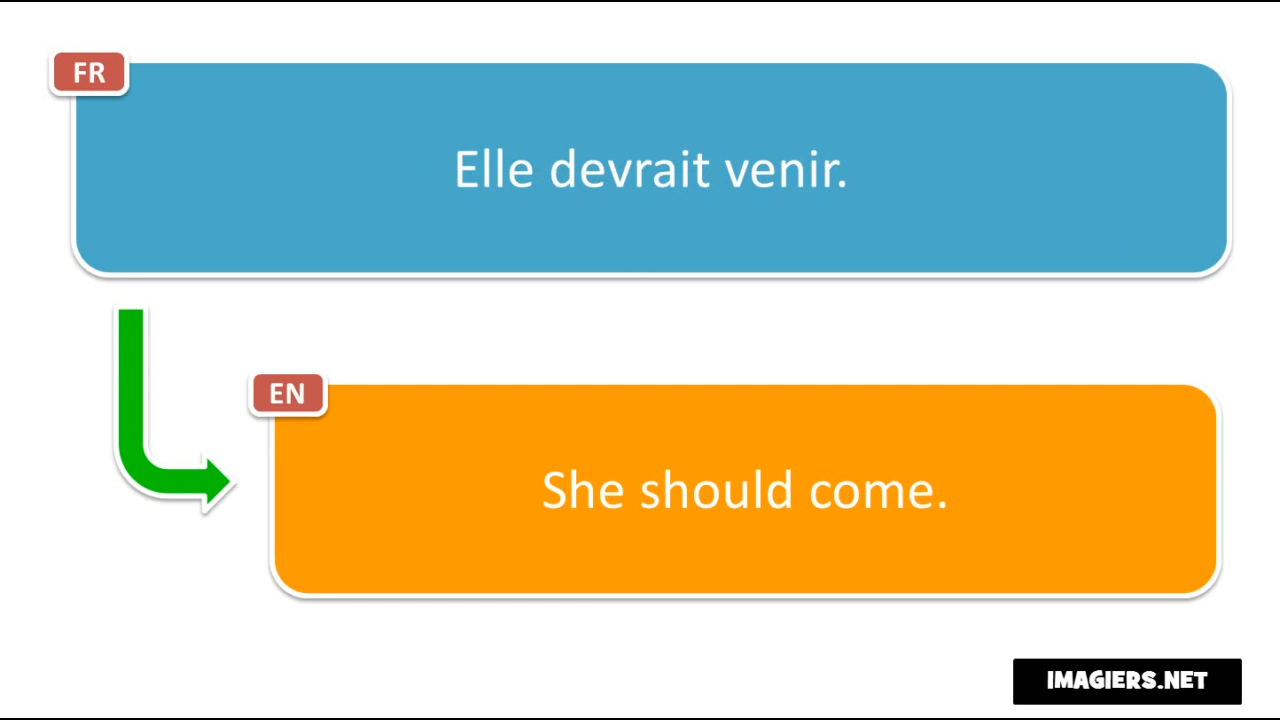 FR
Elle devrait venir.
EN
She should come.
IMAGIERS.NET